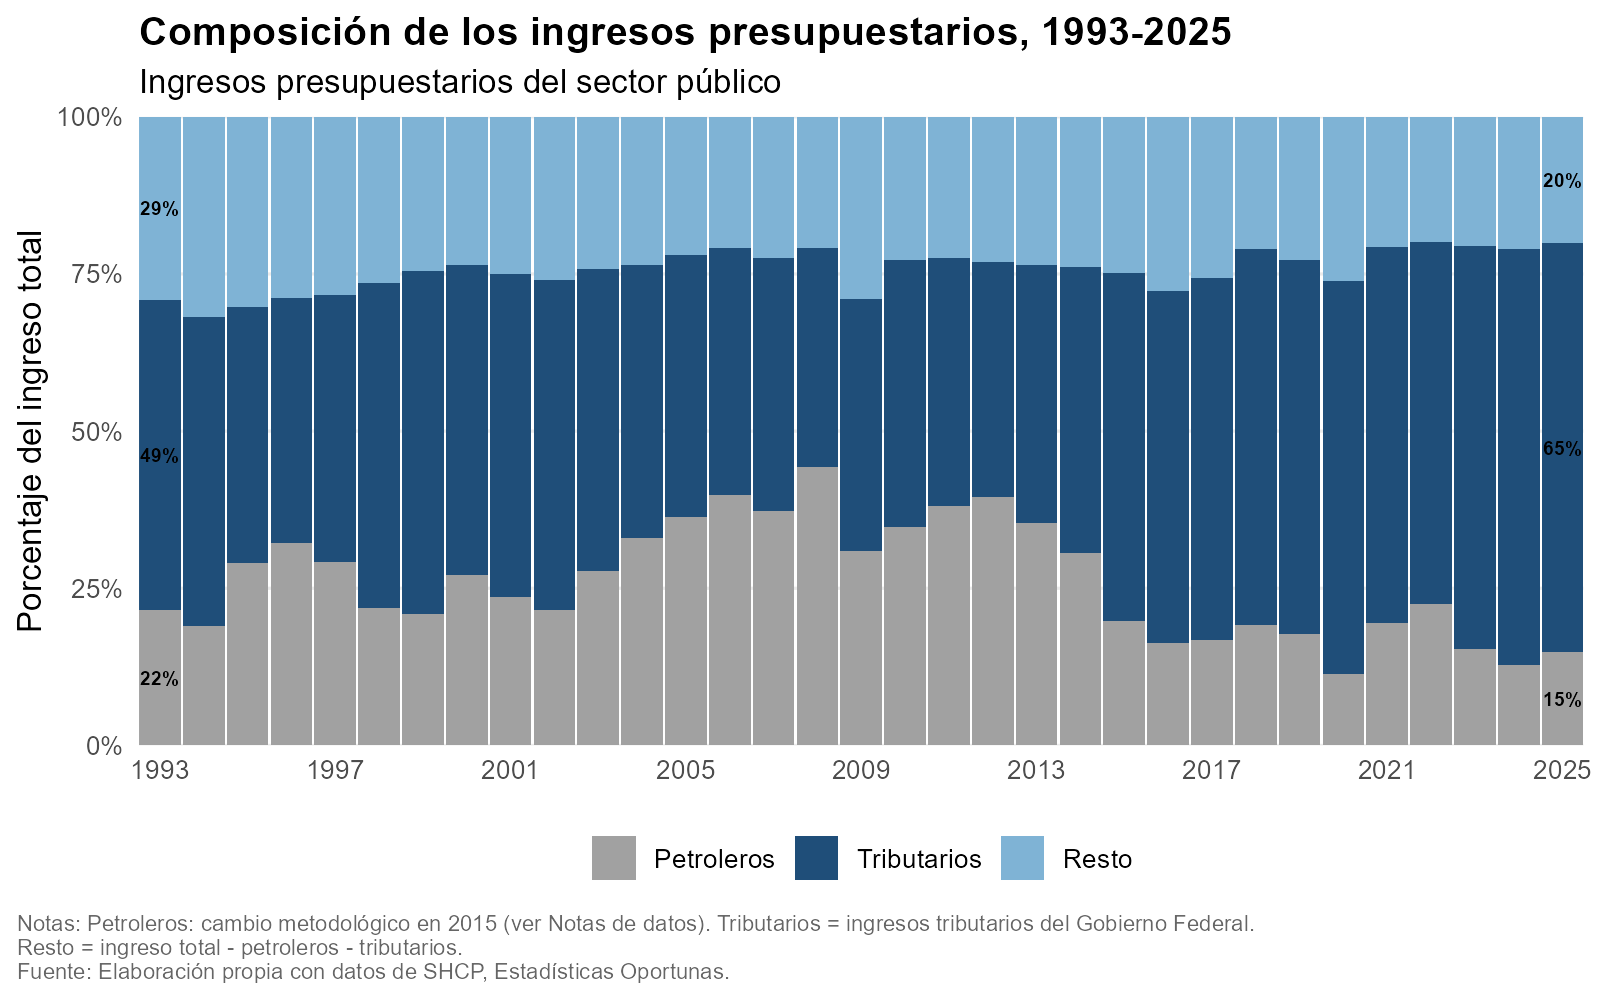 Composición de los ingresos presupuestarios, 1993-2025
Ingresos presupuestarios del sector público
Porcentaje del ingreso total
100%
75%
50%
25%
0%
29%
49%
22%
20%
65%
15%
1993 1997 2001 2005 2009 2013 2017 2021 2025
Petroleros Tributarios Resto
Notas: Petroleros: cambio metodológico en 2015 (ver Notas de datos). Tributarios = ingresos tributarios del Gobierno Federal.
Resto = ingreso total - petroleros - tributarios.
Fuente: Elaboración propia con datos de SHCP, Estadísticas Oportunas.